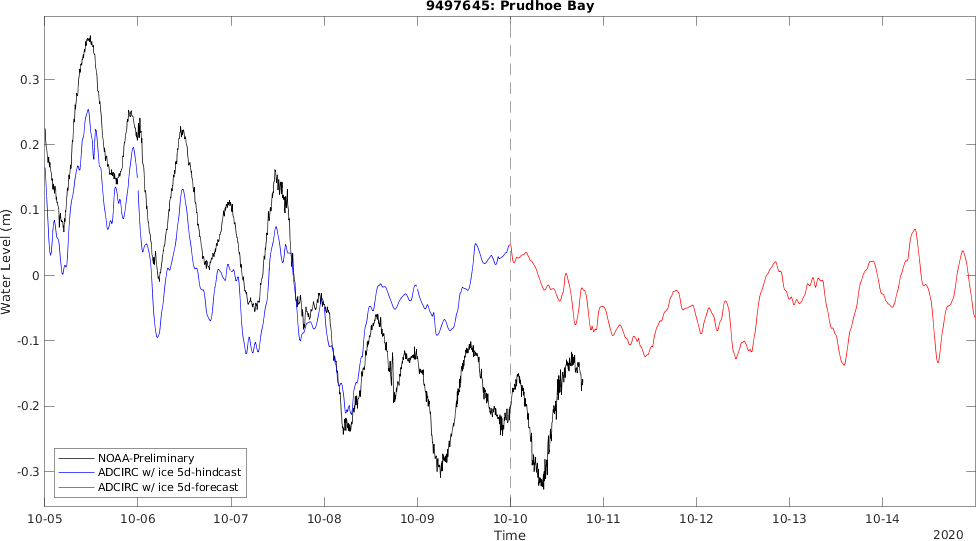 9497645: Prudhoe Bay
Water Level (m)
0.3
0.2
0.1
0
-0.1
-0.2
-0.3
NOAA-Preliminary
ADCIRC w/ ice 5d-hindcast
ADCIRC w/ ice 5d-forecast
10-05 10-06 10-07 10-08 10-09 10-10 10-11 10-12 10-13 10-14
Time
2020